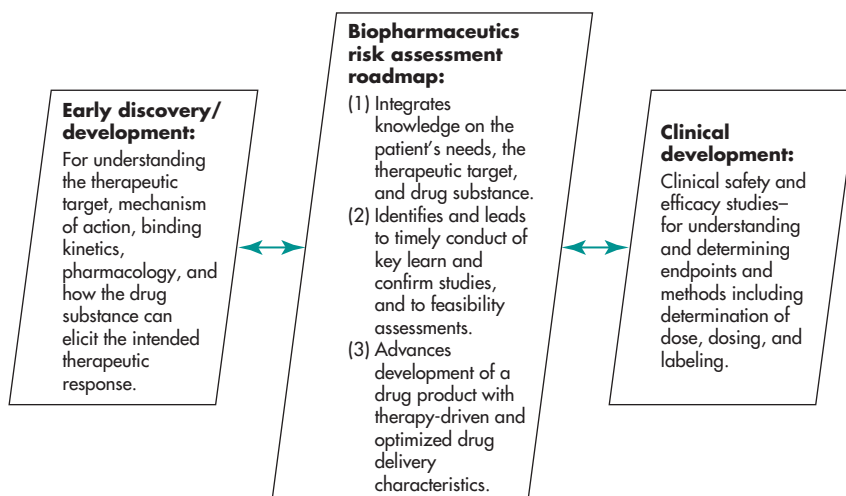 Early discovery/
development:
For understanding
the therapeutic
target, mechanism
of action, binding
kinetics,
pharmacology, and
how the drug
substance can
elicit the intended
therapeutic
response.
Biopharmaceutics
risk assessment
roadmap:
(1) Integrates
knowledge on the
patient’s needs, the
therapeutic target,
and drug substance.
(2) Identifies and leads
to timely conduct of
key learn and
confirm studies,
and to feasibility
assessments.
(3) Advances
development of a
drug product with
therapy-driven and
optimized drug
delivery
characteristics.
Clinical
development:
Clinical safety and
efficacy studies–
for understanding
and determining
endpoints and
methods including
determination of
dose, dosing, and
labeling.